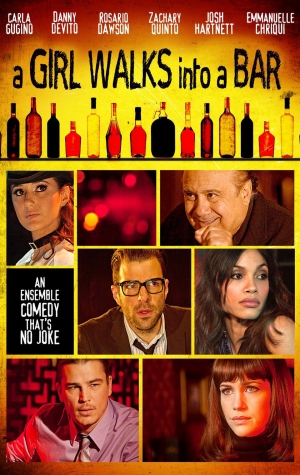 CARLA GUGINO DANNY DEVITO ROSARIO DAWSON ZACHARY QUINTO JOSH HARTNETT EMMANUELLE CHRIQUI
a GIRL WALKS into a BAR
AN
ENSEMBLE
COMEDY
THAT'S
NO JOKE